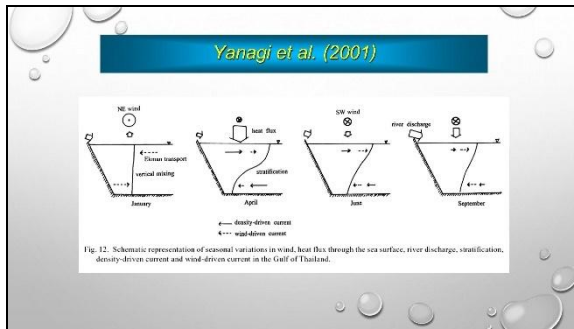 Yanagi et al. (2001)
NE wind
heat flux
SW wind
river discharge
Ekman transport
vertical mixing
stratification
January
April
June
September
density-driven current
wind-driven current
Fig. 12. Schematic representation of seasonal variations in wind, heat flux through the sea surface, river discharge, stratification,
density-driven current and wind-driven current in the Gulf of Thailand.